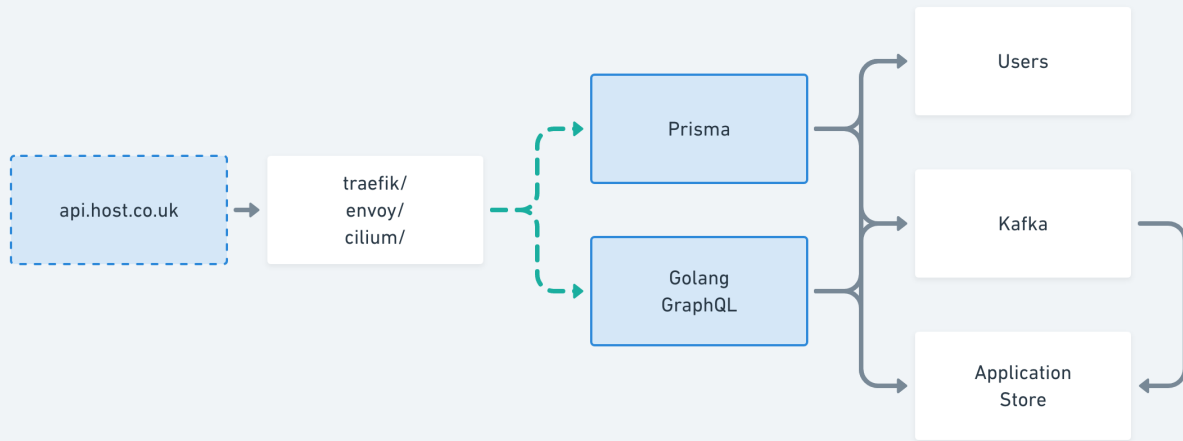 api.host.co.uk
traefik/
envoy/
cilium/
Prisma
Golang
GraphQL
Users
Kafka
Application
Store